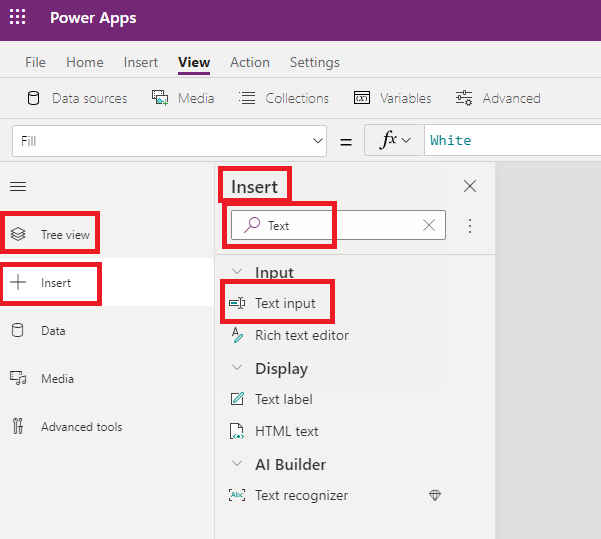 Power Apps
File Home Insert View Action Settings
Data sources Media Collections (x) Variables Advanced
Fill = fx White
Insert
Tree view
Text
Insert
Input
Text input
Data
Rich text editor
Media
Display
Text label
Advanced tools
HTML text
AI Builder
[Abc] Text recognizer